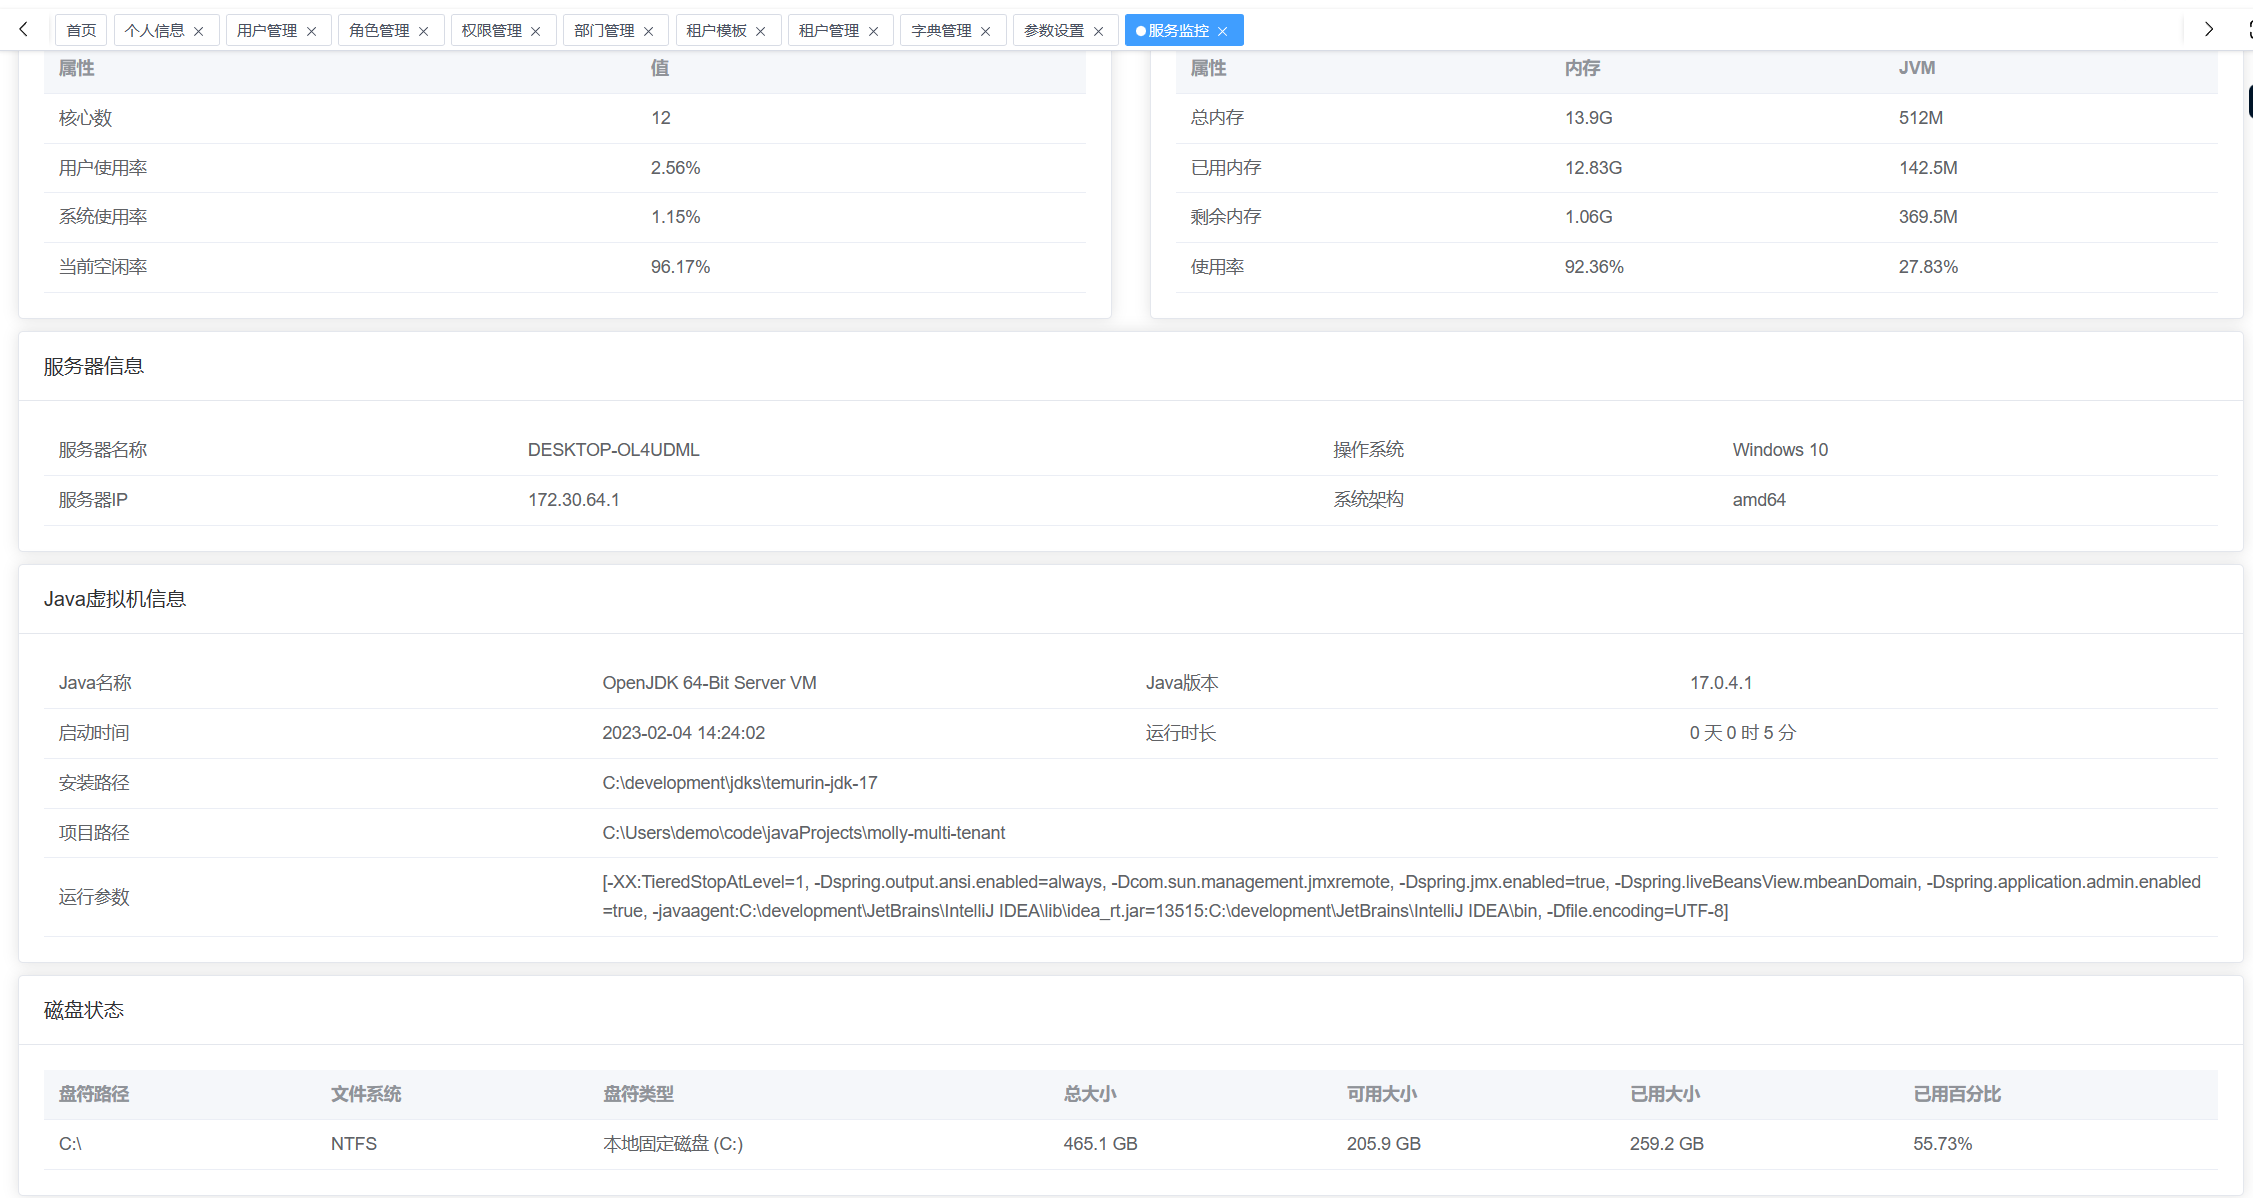 首页 个人信息 用户管理 角色管理 权限管理 部门管理 租户模板 租户管理 字典管理 参数设置 服务监控
属性 值
核心数 12
用户使用率 2.56%
系统使用率 1.15%
当前空闲率 96.17%
属性 内存 JVM
总内存 13.9G 512M
已用内存 12.83G 142.5M
剩余内存 1.06G 369.5M
使用率 92.36% 27.83%
服务器信息
服务器名称 DESKTOP-OL4UDML 操作系统 Windows 10
服务器IP 172.30.64.1 系统架构 amd64
Java虚拟机信息
Java名称 OpenJDK 64-Bit Server VM Java版本 17.0.4.1
启动时间 2023-02-04 14:24:02 运行时长 0 天 0 时 5 分
安装路径 C:\development\jdks\temurin-jdk-17
项目路径 C:\Users\demo\code\javaProjects\molly-multi-tenant
运行参数 [-XX:TieredStopAtLevel=1, -Dspring.output.ansi.enabled=always, -Dcom.sun.management.jmxremote, -Dspring.jmx.enabled=true, -Dspring.liveBeansView.mbeanDomain, -Dspring.application.admin.enabled
=true, -javaagent:C:\development\JetBrains\IntelliJ IDEA\lib\idea_rt.jar=13515:C:\development\JetBrains\IntelliJ IDEA\bin, -Dfile.encoding=UTF-8]
磁盘状态
盘符路径 文件系统 盘符类型 总大小 可用大小 已用大小 已用百分比
C:\ NTFS 本地固定磁盘 (C:) 465.1 GB 205.9 GB 259.2 GB 55.73%